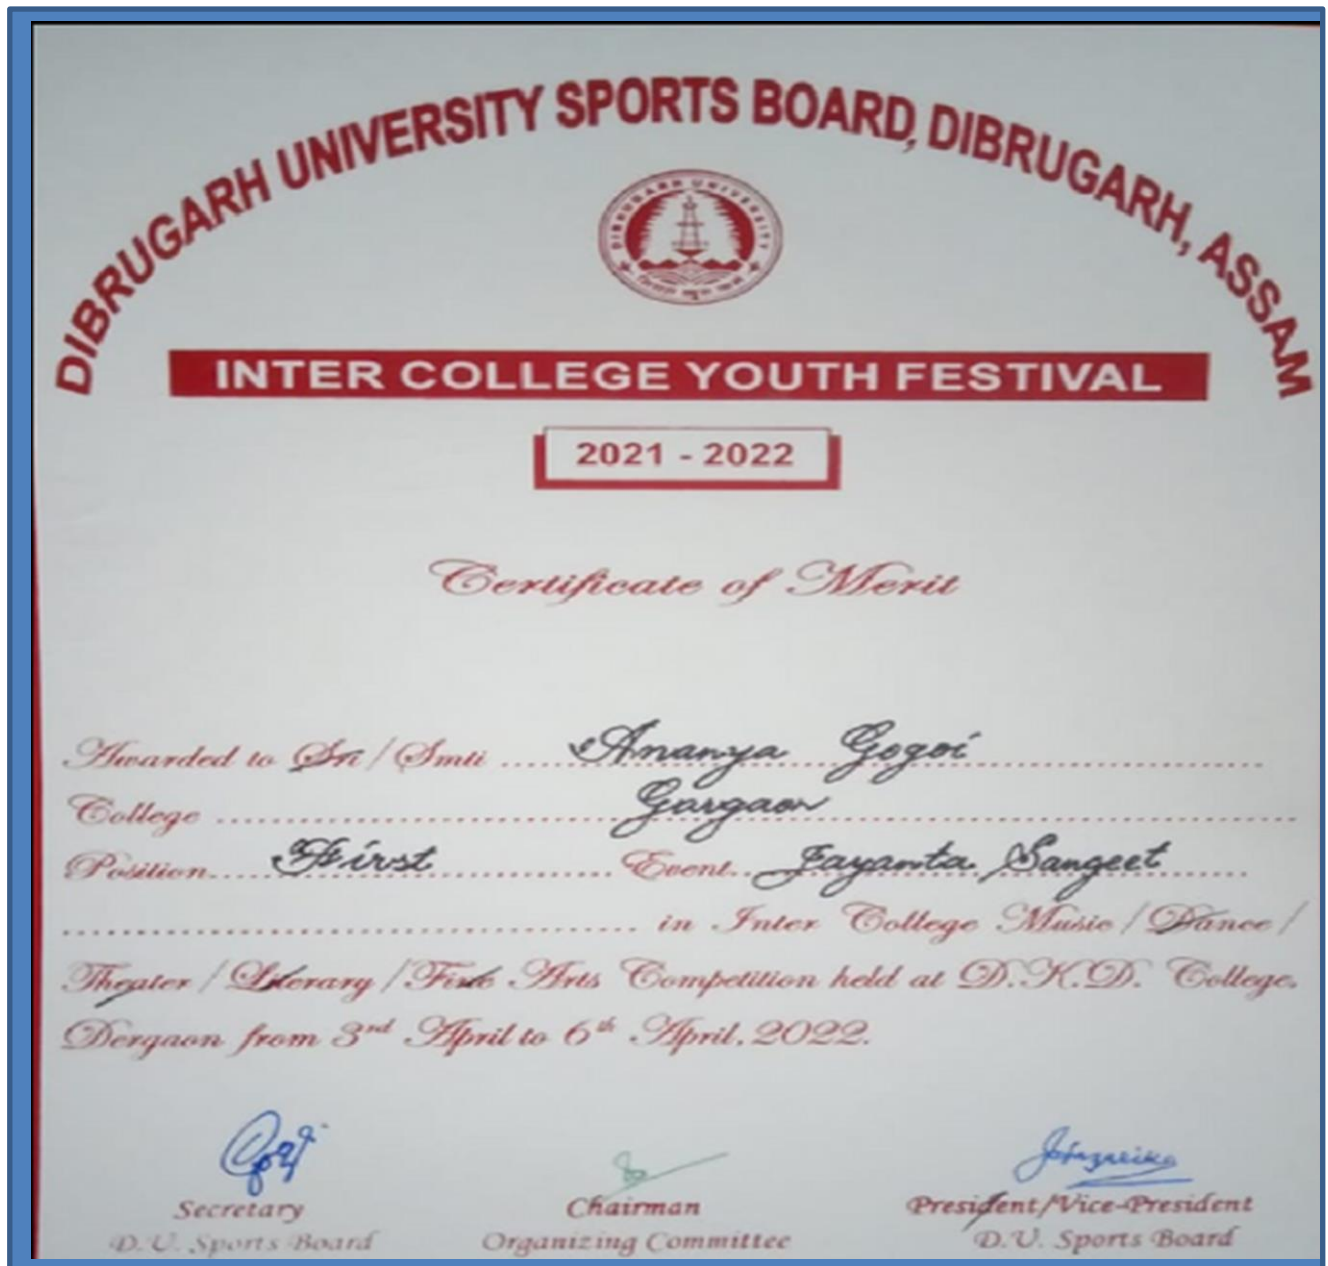 DIBRUGARH UNIVERSITY SPORTS BOARD, DIBRUGARH, ASSAM
DIBRUGARH UNIVERSITY
INTER COLLEGE YOUTH FESTIVAL
2021 - 2022
Certificate of Merit
Awarded to Sri / Smti Ananya Gogoi
College Gargaon
Position First Event Jayanta Sangeet
in Inter College Music / Dance /
Theater / Literary / Fine Arts Competition held at D.K.D. College,
Dergaon from 3rd April to 6th April, 2022.
Secretary Chairman President/Vice-President
D.U. Sports Board Organizing Committee D.U. Sports Board